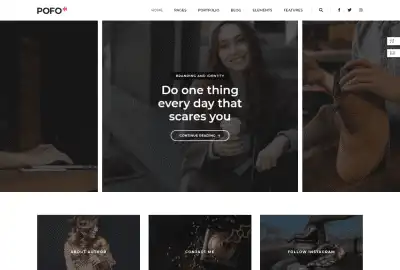 POFO
HOME PAGES PORTFOLIO BLOG ELEMENTS FEATURES
BRANDING AND IDENTITY
Do one thing
every day that
scares you
CONTINUE READING
ABOUT AUTHOR CONTACT ME FOLLOW INSTAGRAM